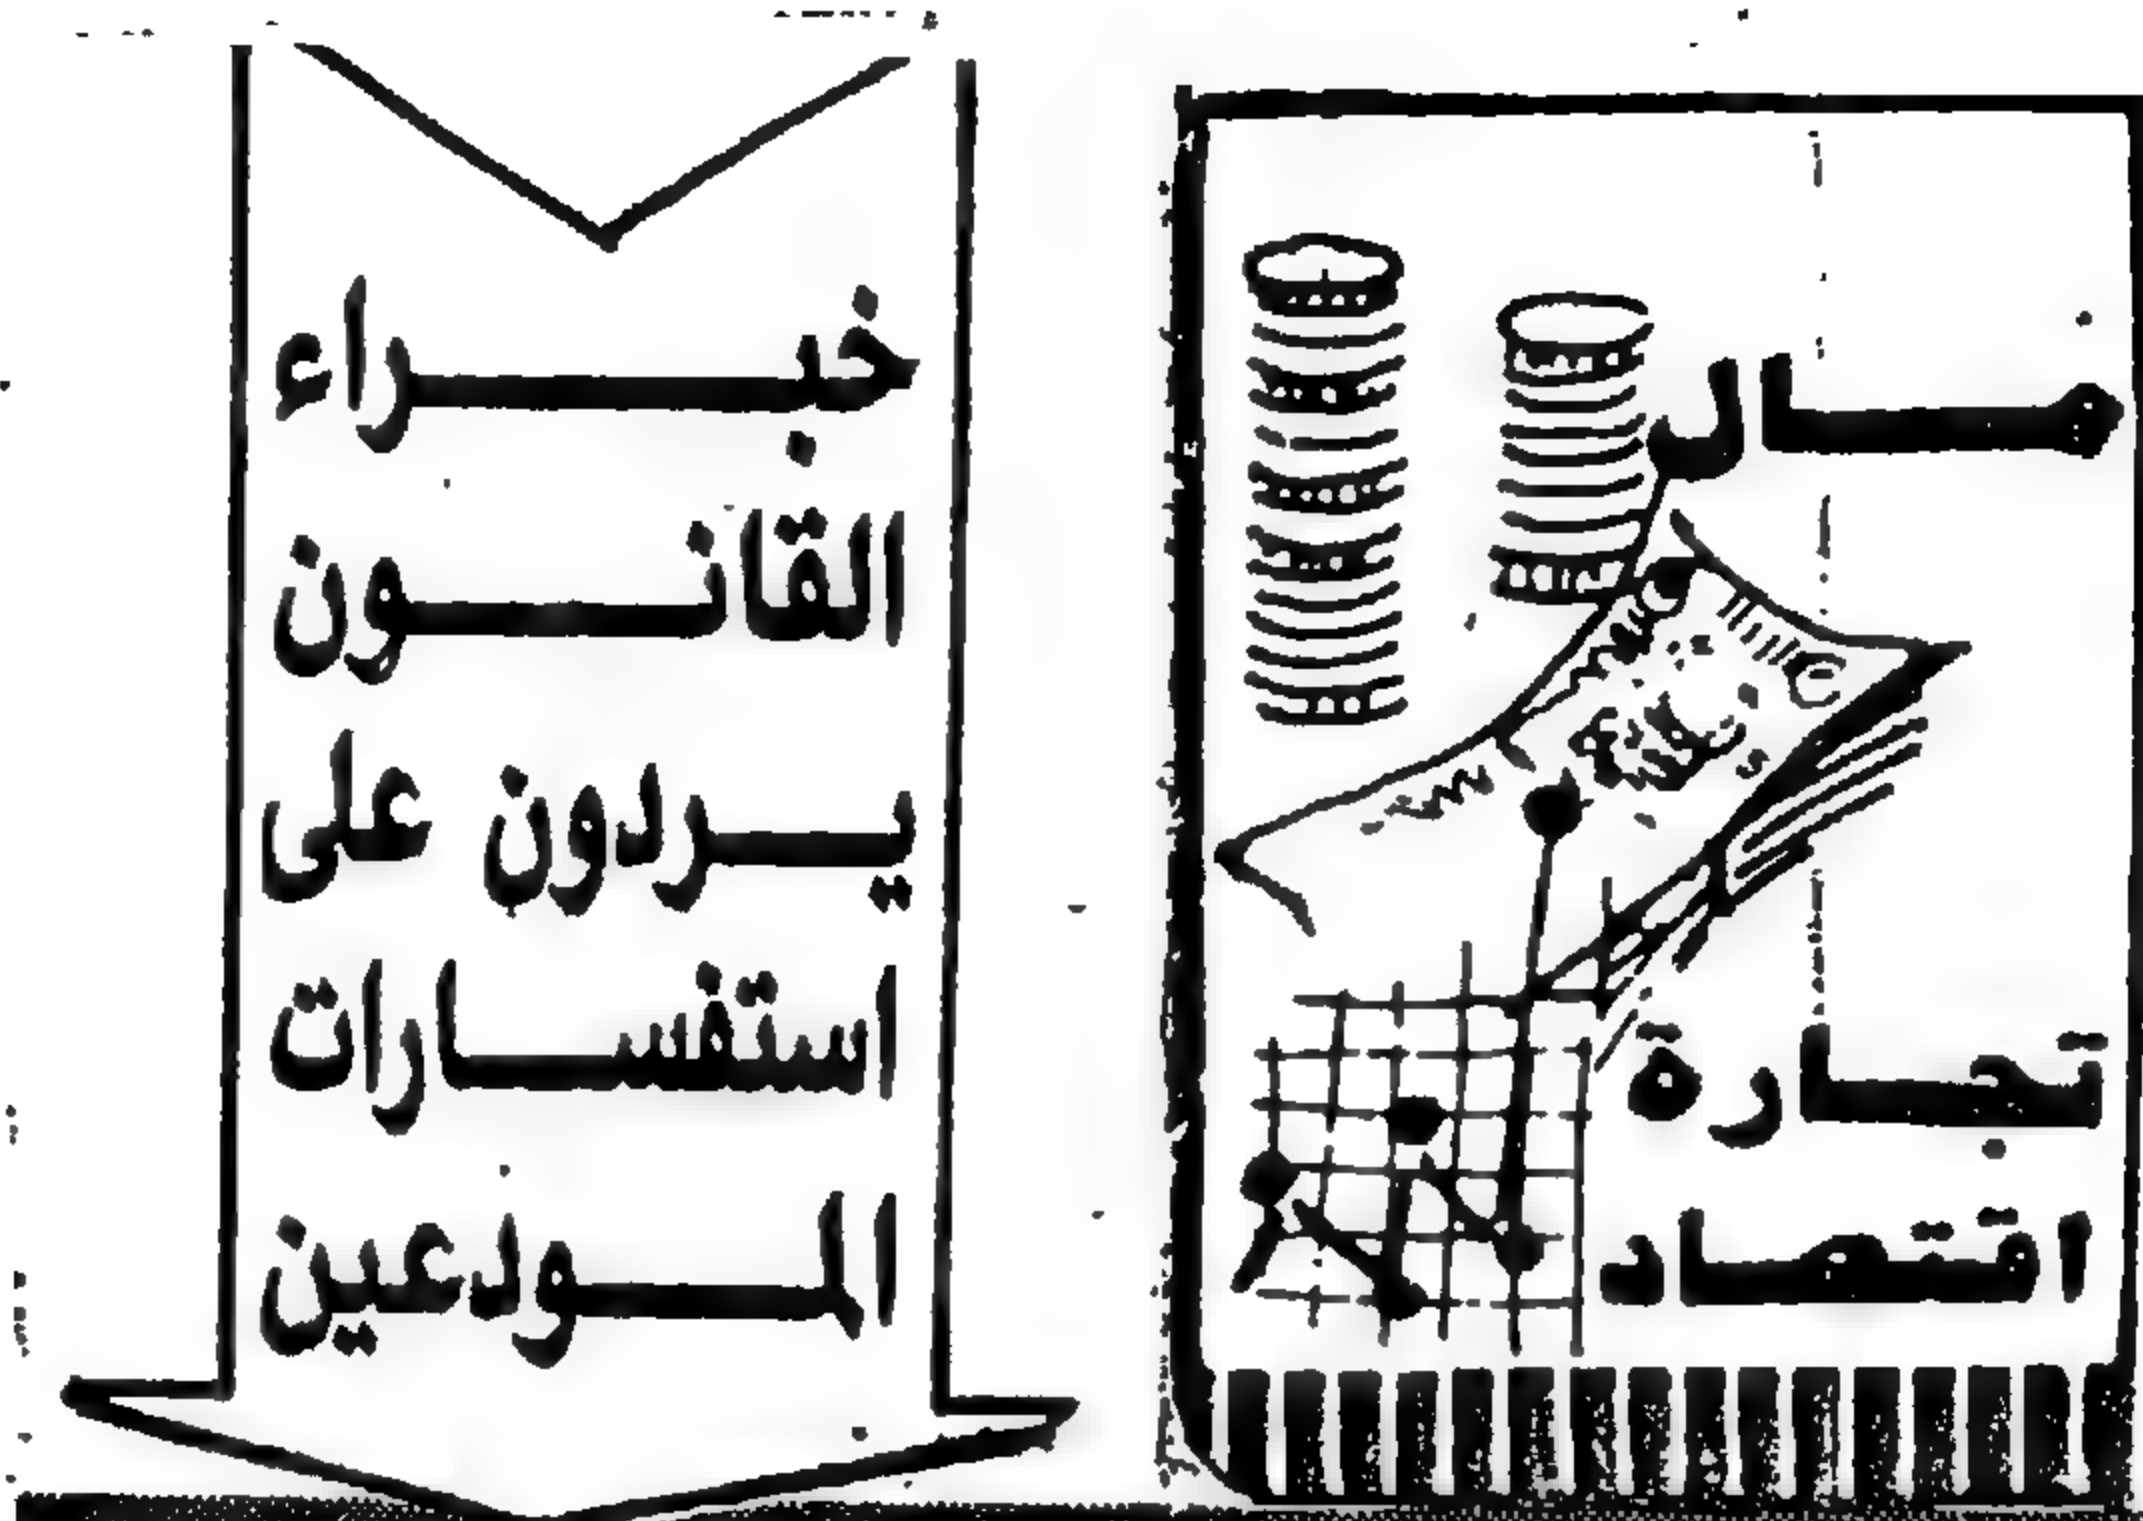 مال
تجارة
اقتصاد
خبراء
القانون
يردون على
استفسارات
المودعين